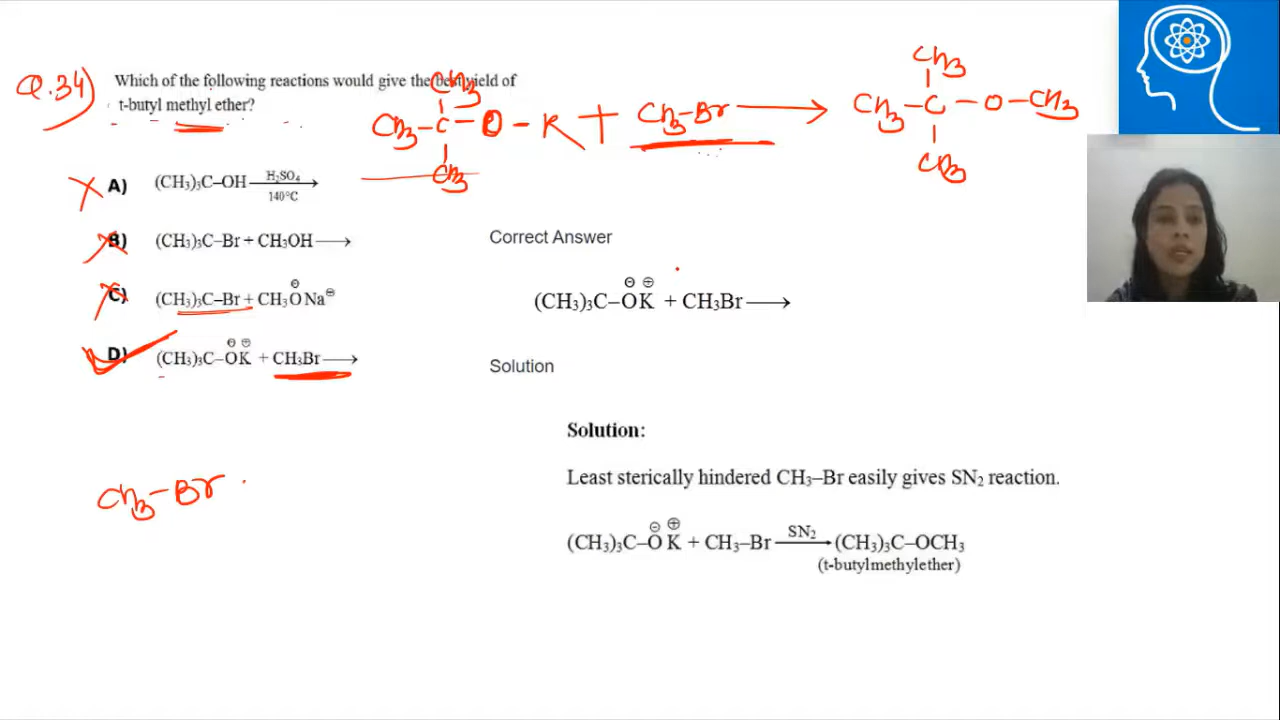 Q.34)
Which of the following reactions would give the best yield of
t-butyl methyl ether?
CH3
CH3–C–O–K + CH3–Br ⟶
CH3
CH3
CH3–C–O–CH3
CH3
A) (CH₃)₃C–OH H₂SO₄ ⟶ 140°C
B) (CH₃)₃C–Br + CH₃OH ⟶
C) (CH₃)₃C–Br + CH₃O⊖Na⊕
D) (CH₃)₃C–O⊖K⊕ + CH₃Br ⟶
CH3–Br
Correct Answer
(CH₃)₃C–O⊖K⊕ + CH₃Br ⟶
Solution
Solution:
Least sterically hindered CH₃–Br easily gives SN₂ reaction.
(CH₃)₃C–O⊖K⊕ + CH₃–Br SN₂ ⟶ (CH₃)₃C–OCH₃
(t-butylmethylether)